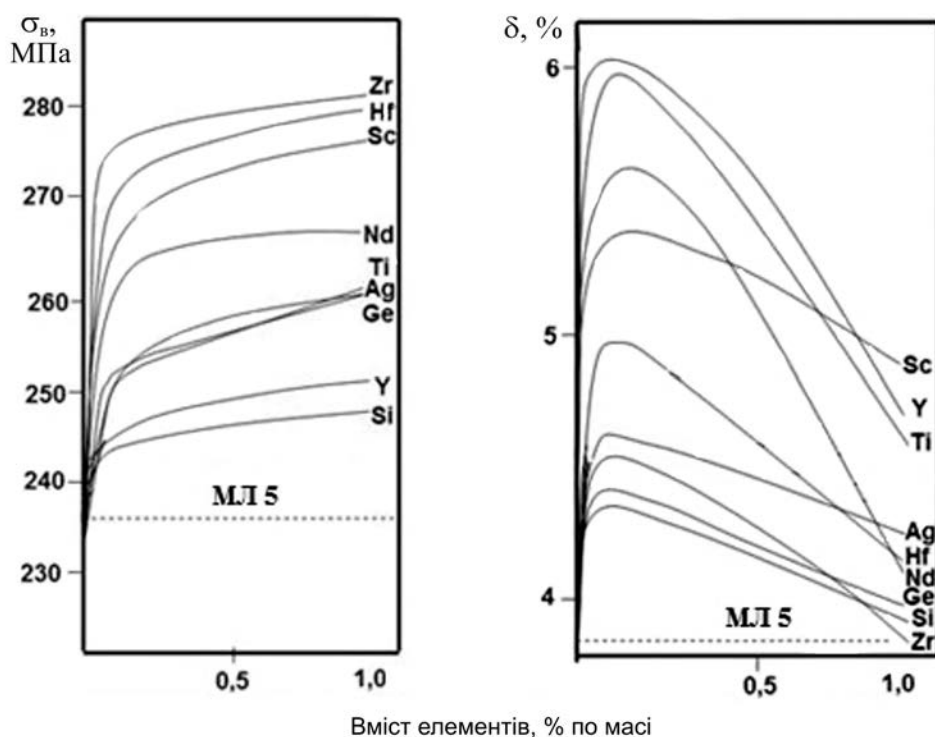 σв,
МПа
280
270
260
250
240
230
Zr
Hf
Sc
Nd
Ti
Ag
Ge
Y
Si
МЛ 5
0,5
1,0
δ, %
6
5
4
Sc
Y
Ti
Ag
Hf
Nd
Ge
Si
Zr
МЛ 5
0,5
1,0
Вміст елементів, % по масі